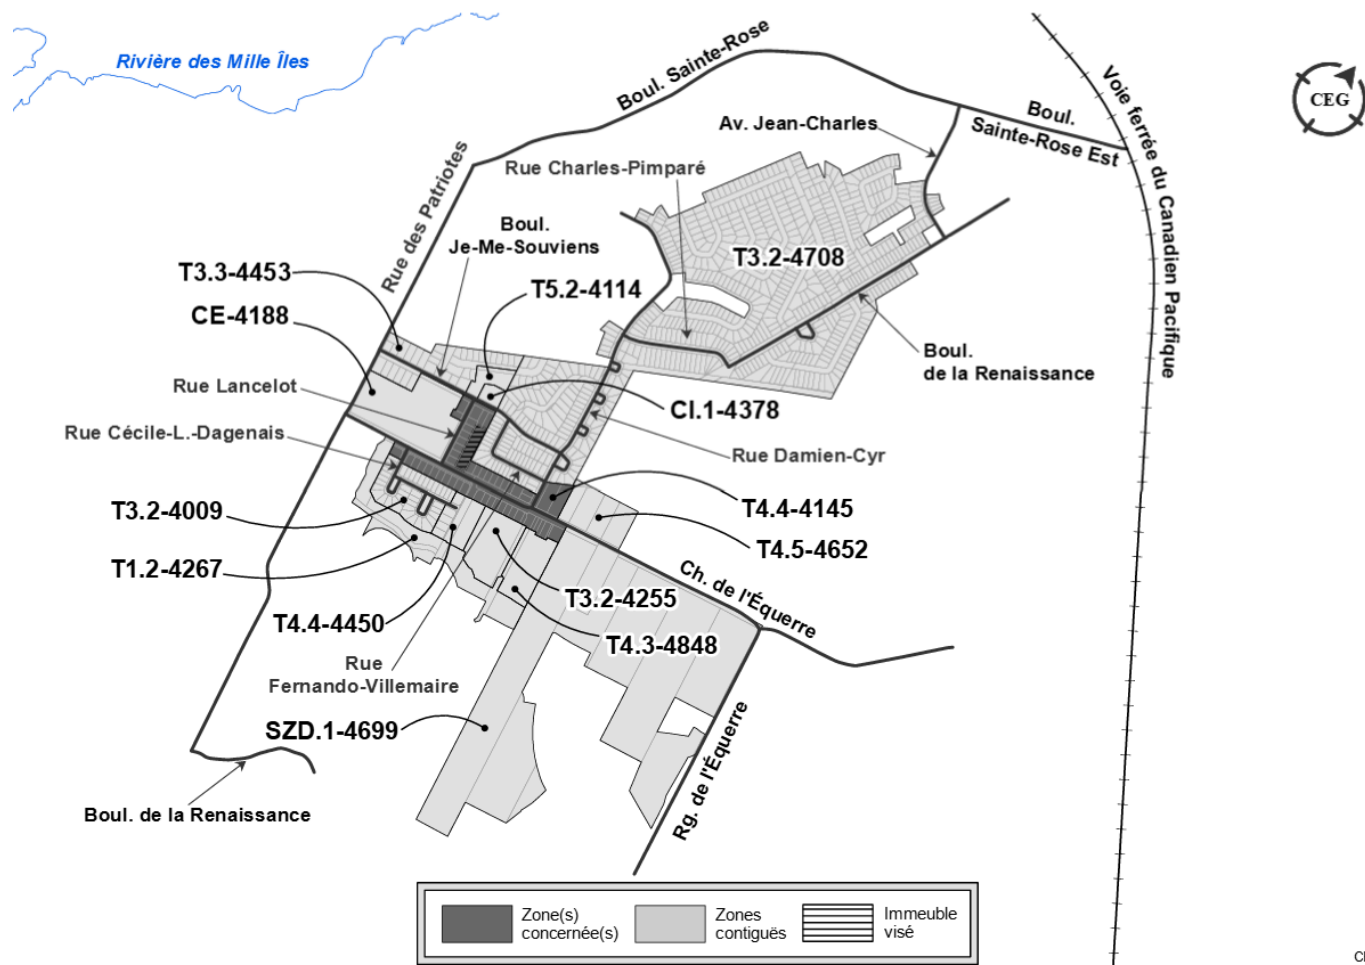 Rivière des Mille Îles
Boul. Sainte-Rose
Boul.
Sainte-Rose Est
Voie ferrée du Canadien Pacifique
CEG
Av. Jean-Charles
Rue Charles-Pimparé
Rue des Patriotes
Boul.
Je-Me-Souviens
T3.2-4708
T3.3-4453
T5.2-4114
CE-4188
Boul.
de la Renaissance
Rue Lancelot
CI.1-4378
Rue Cécile-L.-Dagenais
Rue Damien-Cyr
T3.2-4009
T4.4-4145
T4.5-4652
T1.2-4267
Ch. de l'Équerre
T3.2-4255
T4.4-4450
T4.3-4848
Rue
Fernando-Villemaire
SZD.1-4699
Rg. de l'Équerre
Boul. de la Renaissance
Zone(s)
concernée(s)
Zones
contiguës
Immeuble
visé